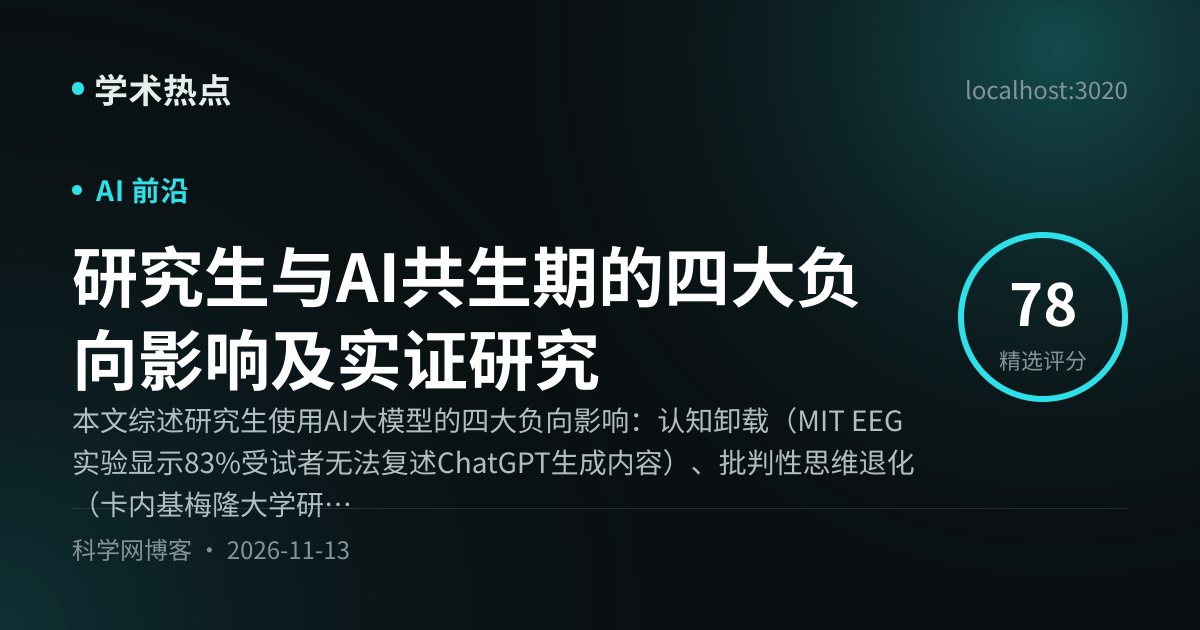 学术热点
localhost:3020
AI 前沿
研究生与AI共生期的四大负
向影响及实证研究
78
精选评分
本文综述研究生使用AI大模型的四大负向影响：认知卸载（MIT EEG
实验显示83%受试者无法复述ChatGPT生成内容）、批判性思维退化
（卡内基梅隆大学研…
科学网博客 · 2026-11-13